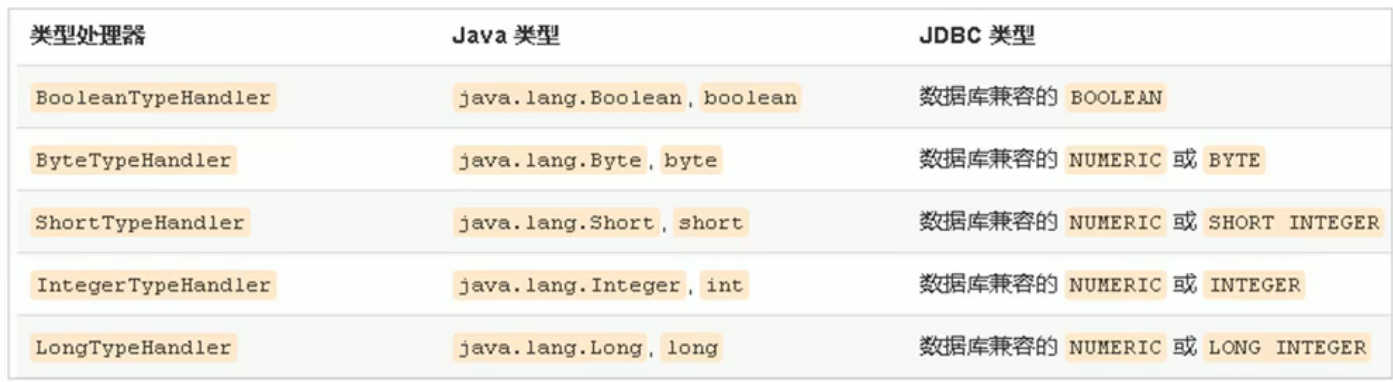 类型处理器 Java 类型 JDBC 类型
BooleanTypeHandler java.lang.Boolean, boolean 数据库兼容的 BOOLEAN
ByteTypeHandler java.lang.Byte, byte 数据库兼容的 NUMERIC 或 BYTE
ShortTypeHandler java.lang.Short, short 数据库兼容的 NUMERIC 或 SHORT INTEGER
IntegerTypeHandler java.lang.Integer, int 数据库兼容的 NUMERIC 或 INTEGER
LongTypeHandler java.lang.Long, long 数据库兼容的 NUMERIC 或 LONG INTEGER